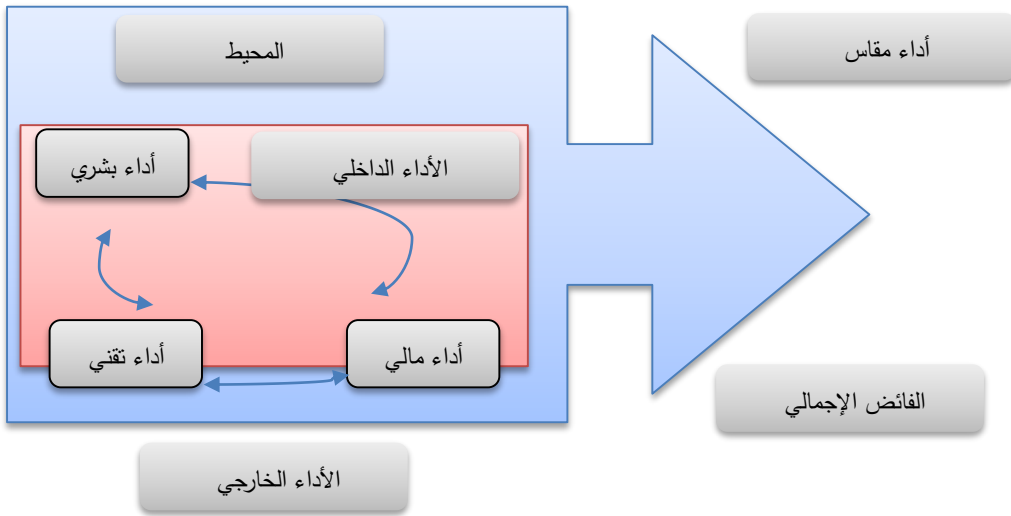 أداء مقاس
المحيط
الأداء الداخلي
أداء بشري
أداء مالي
أداء تقني
الفائض الإجمالي
الأداء الخارجي